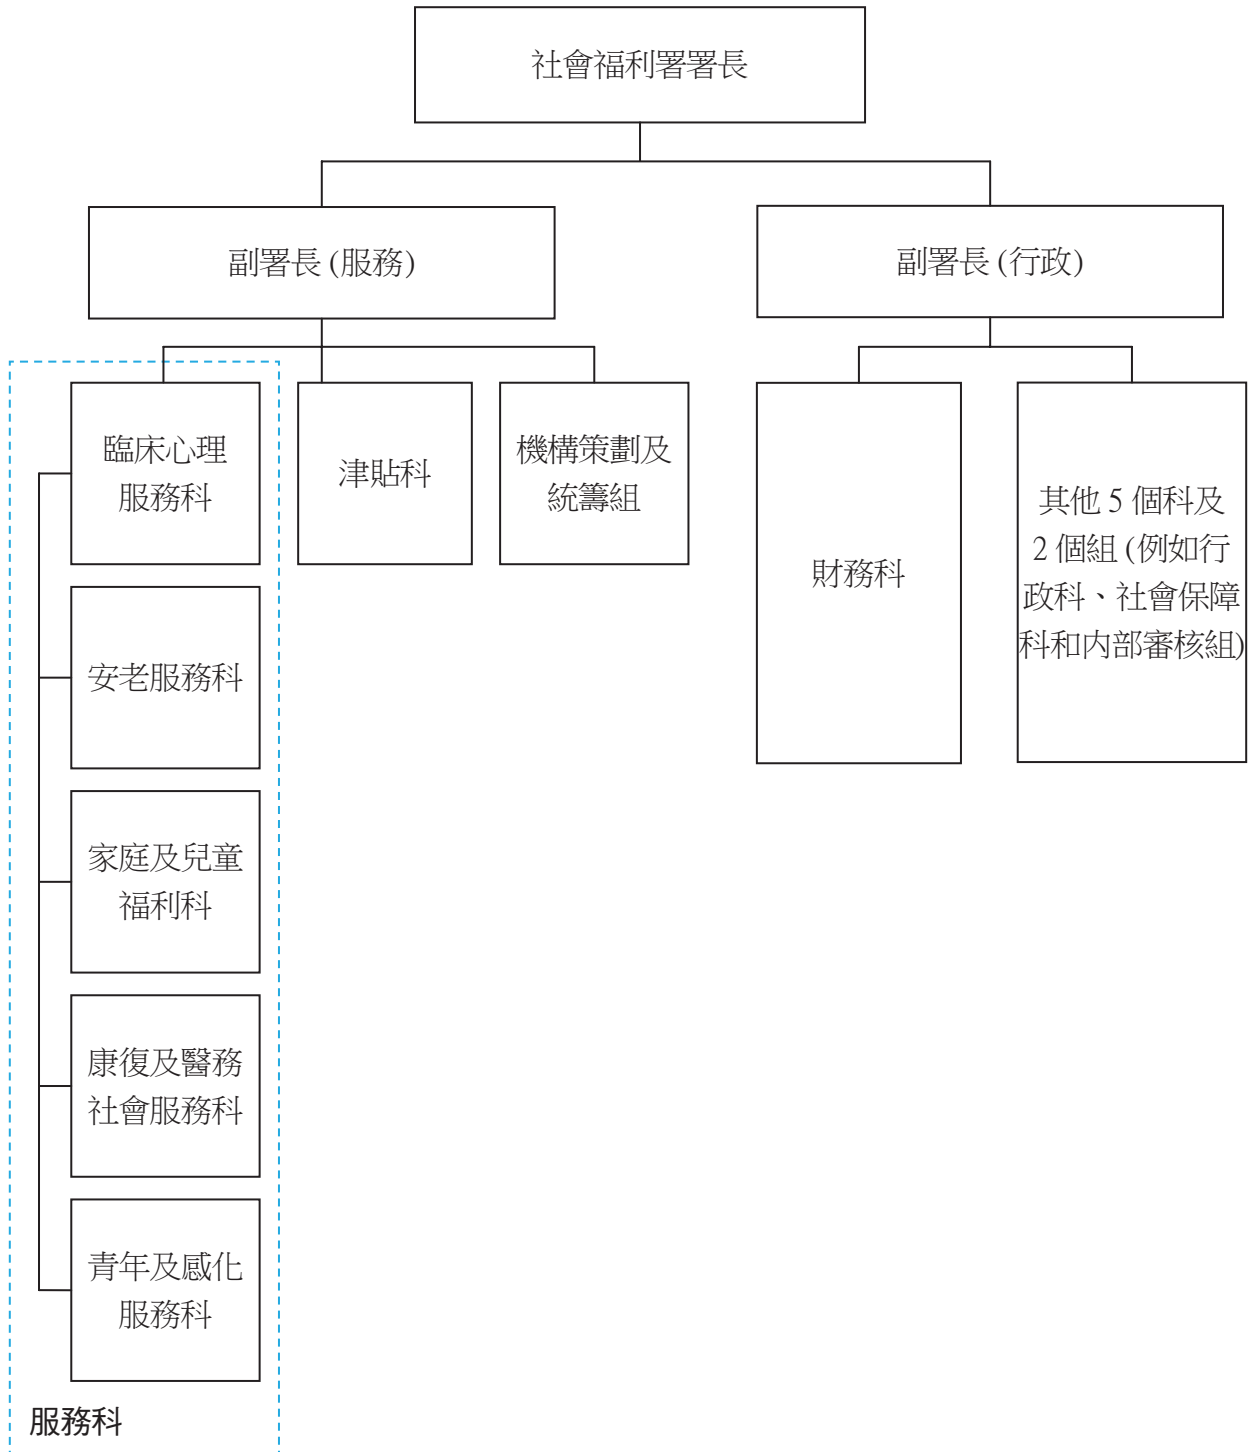 社會福利署署長
副署長 (服務)
副署長 (行政)
臨床心理
服務科
津貼科
機構策劃及
統籌組
財務科
其他 5 個科及
2 個組 (例如行
政科、社會保障
科和内部審核組)
安老服務科
家庭及兒童
福利科
康復及醫務
社會服務科
青年及感化
服務科
服務科